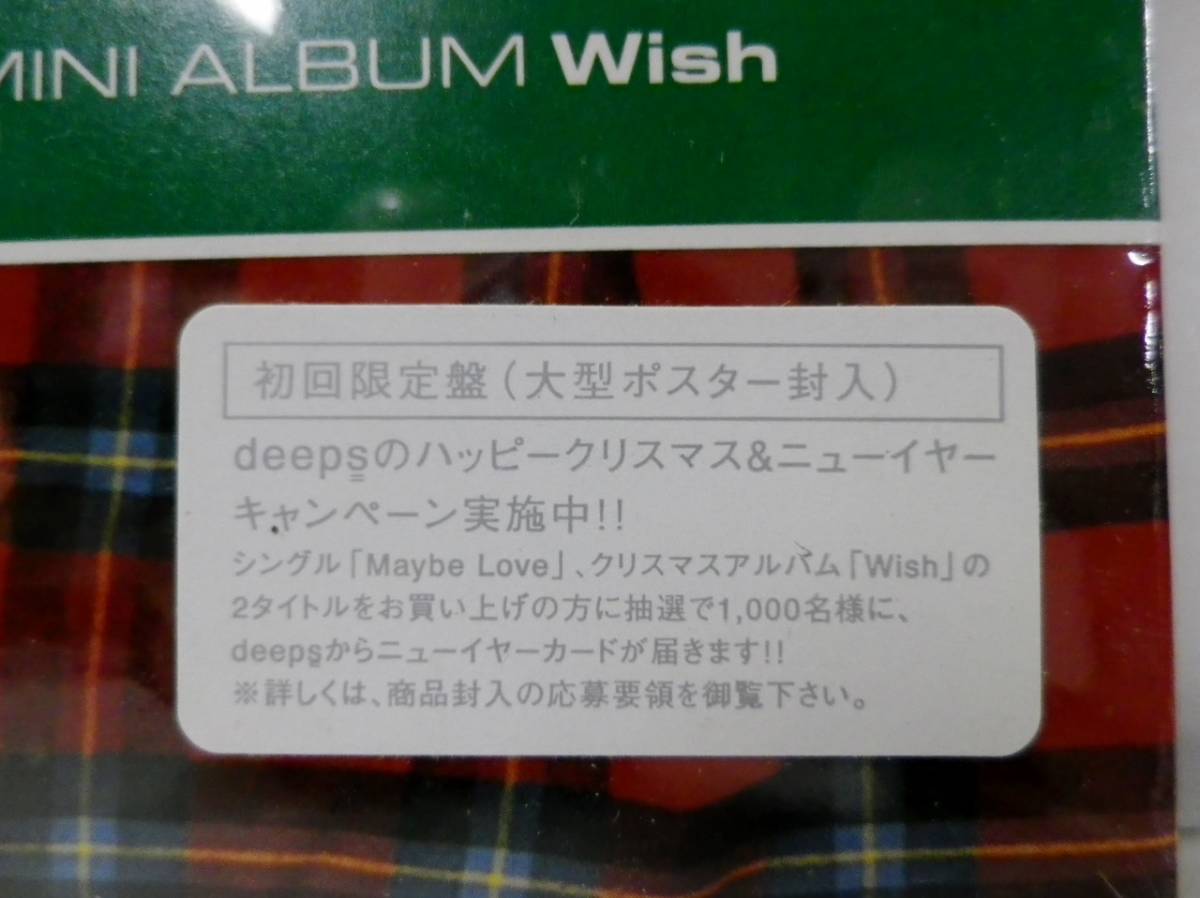 MINI ALBUM Wish
初回限定盤(大型ポスター封入)
deepsのハッピークリスマス&ニューイヤー
キャンペーン実施中!!
シングル「Maybe Love」、クリスマスアルバム「Wish」の
2タイトルをお買い上げの方に抽選で1,000名様に、
deepsからニューイヤーカードが届きます!!
※詳しくは、商品封入の応募要領を御覧下さい。